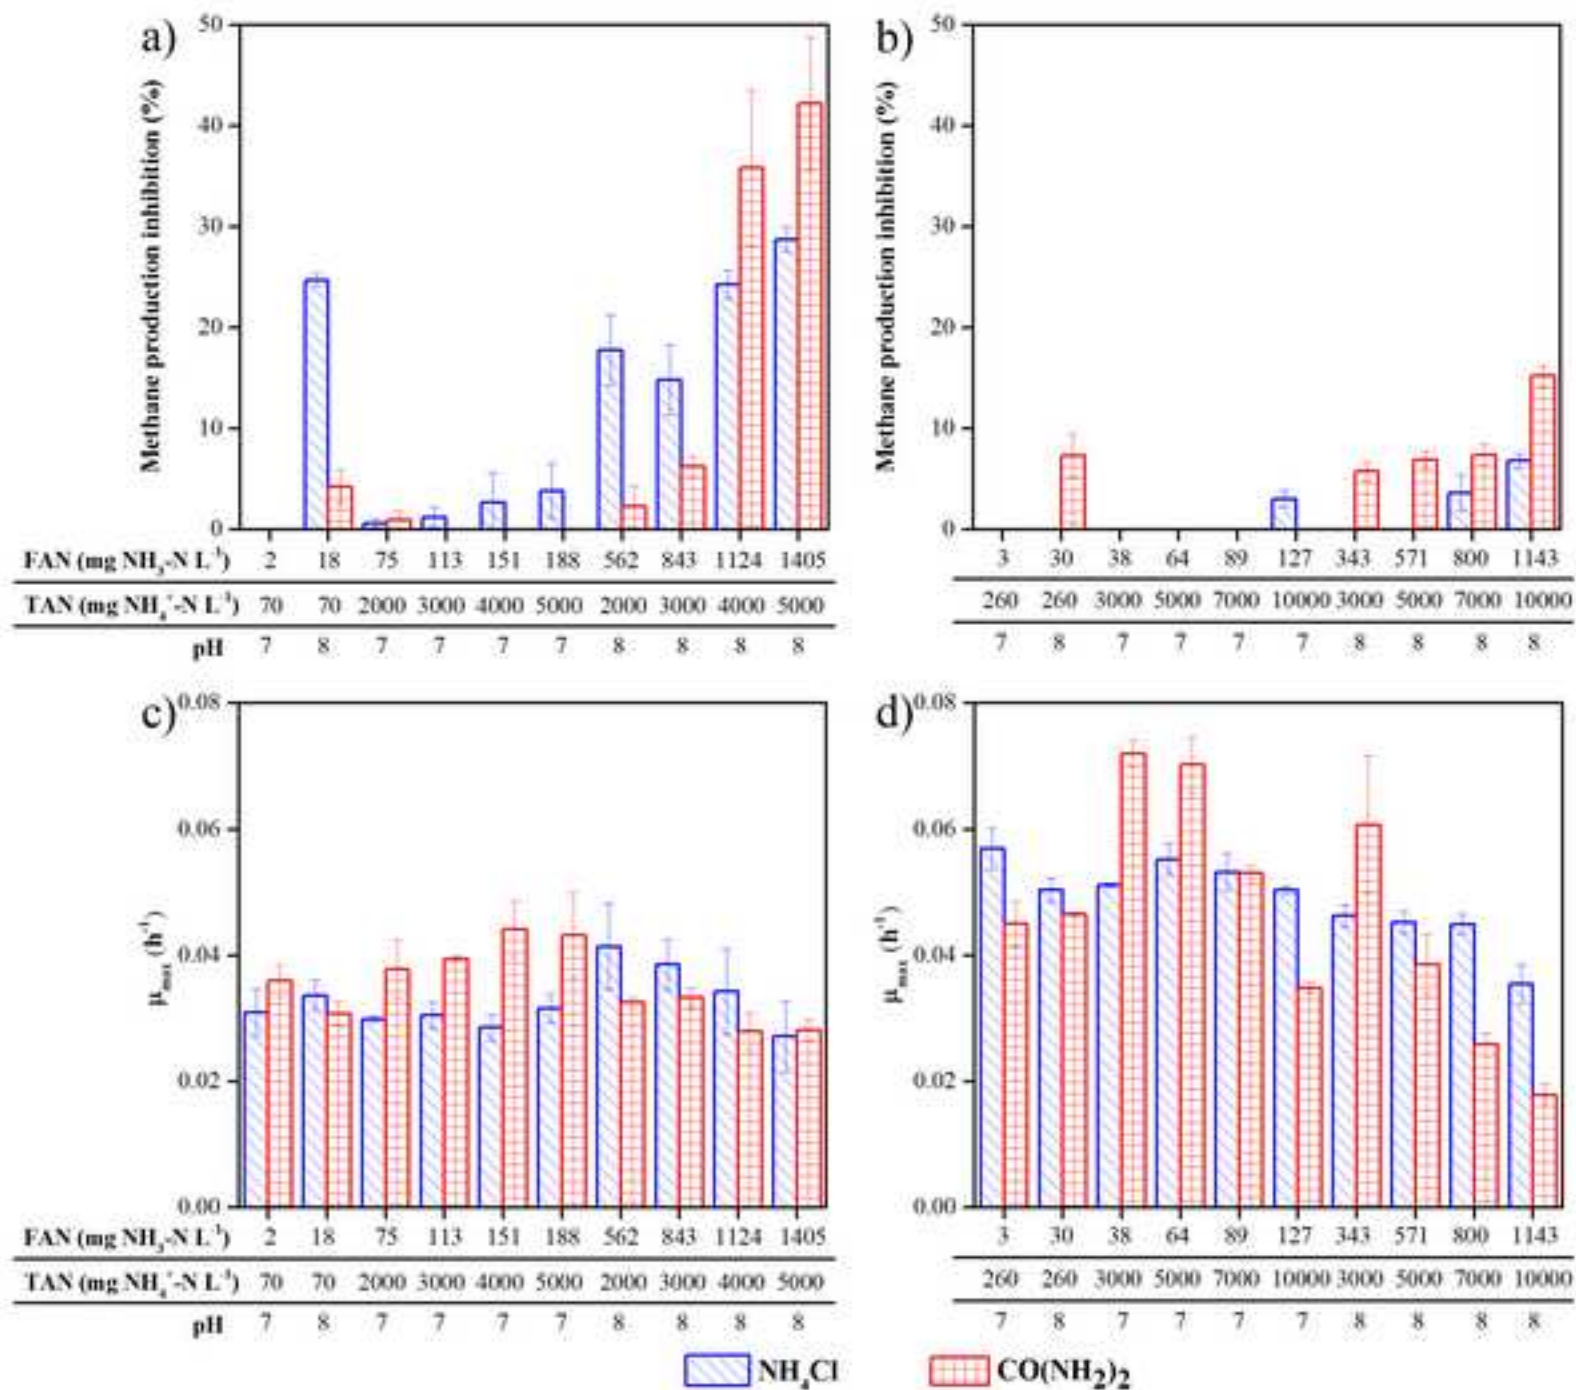 a)
Methane production inhibition (%)
50
40
30
20
10
0
FAN (mg NH₃-N L⁻¹) 2 18 75 113 151 188 562 843 1124 1405
TAN (mg NH₄⁺-N L⁻¹) 70 70 2000 3000 4000 5000 2000 3000 4000 5000
pH 7 8 7 7 7 7 8 8 8 8
b)
Methane production inhibition (%)
50
40
30
20
10
0
3 30 38 64 89 127 343 571 800 1143
260 260 3000 5000 7000 10000 3000 5000 7000 10000
7 8 7 7 7 7 8 8 8 8
c)
μmax (h⁻¹)
0.08
0.06
0.04
0.02
0.00
FAN (mg NH₃-N L⁻¹) 2 18 75 113 151 188 562 843 1124 1405
TAN (mg NH₄⁺-N L⁻¹) 70 70 2000 3000 4000 5000 2000 3000 4000 5000
pH 7 8 7 7 7 7 8 8 8 8
d)
μmax (h⁻¹)
0.08
0.06
0.04
0.02
0.00
3 30 38 64 89 127 343 571 800 1143
260 260 3000 5000 7000 10000 3000 5000 7000 10000
7 8 7 7 7 7 8 8 8 8
NH₄Cl
CO(NH₂)₂